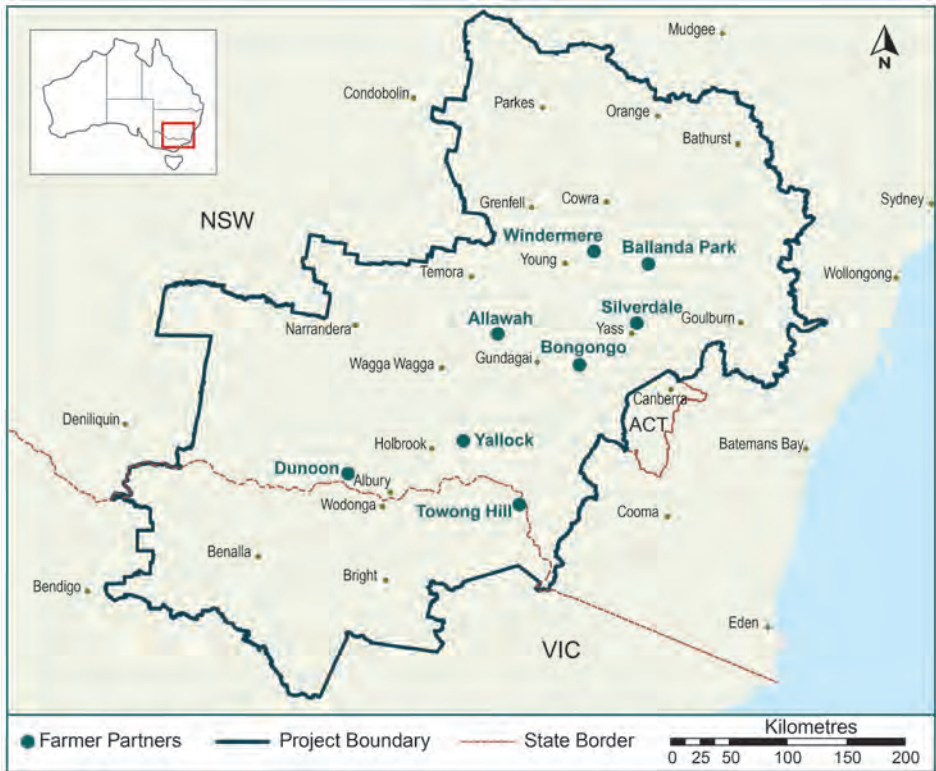 Mudgee
N
Condobolin
Parkes
Orange
Bathurst
Sydney
Grenfell
Cowra
NSW
Windermere
Ballanda Park
Young
Temora
Wollongong
Silverdale
Allawah
Goulburn
Narrandera
Yass
Bongongo
Gundagai
Wagga Wagga
Canberra
ACT
Deniliquin
Holbrook
Yallock
Batemans Bay
Dunoon
Albury
Wodonga
Towong Hill
Cooma
Benalla
Bright
Bendigo
Eden
VIC
Farmer Partners
Project Boundary
State Border
Kilometres
0 25 50 100 150 200